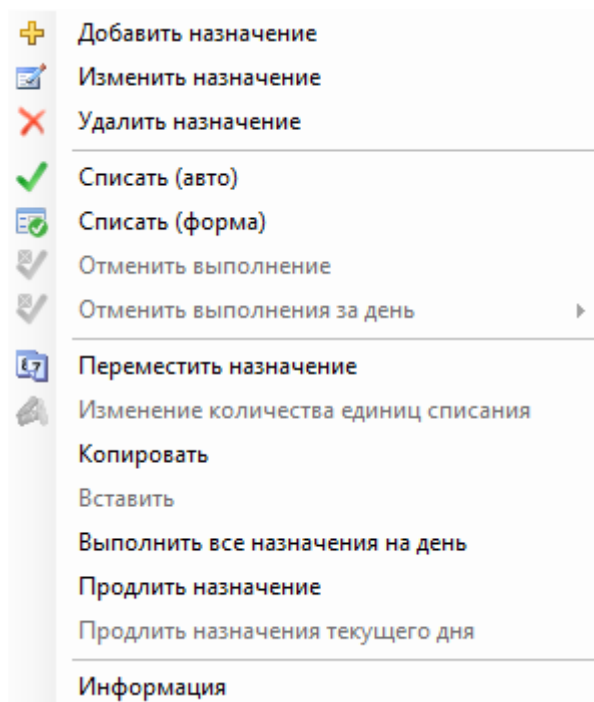 Добавить назначение
Изменить назначение
Удалить назначение
Списать (авто)
Списать (форма)
Отменить выполнение
Отменить выполнения за день
Переместить назначение
Изменение количества единиц списания
Копировать
Вставить
Выполнить все назначения на день
Продлить назначение
Продлить назначения текущего дня
Информация